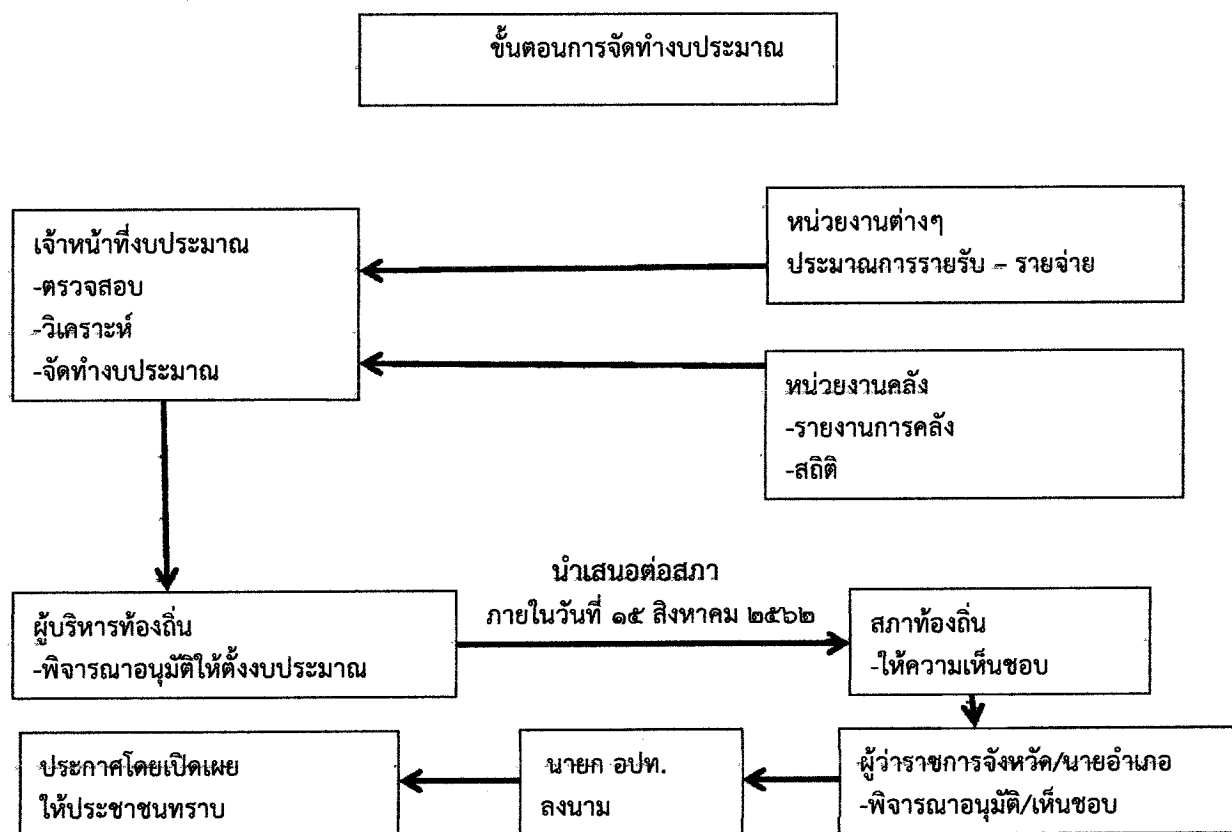 ขั้นตอนการจัดทำงบประมาณ
เจ้าหน้าที่งบประมาณ
-ตรวจสอบ
-วิเคราะห์
-จัดทำงบประมาณ
หน่วยงานต่างๆ
ประมาณการรายรับ – รายจ่าย
หน่วยงานคลัง
-รายงานการคลัง
-สถิติ
ผู้บริหารท้องถิ่น
-พิจารณาอนุมัติให้ตั้งงบประมาณ
นำเสนอต่อสภา
ภายในวันที่ ๑๕ สิงหาคม ๒๕๖๒
สภาท้องถิ่น
-ให้ความเห็นชอบ
ผู้ว่าราชการจังหวัด/นายอำเภอ
-พิจารณาอนุมัติ/เห็นชอบ
นายก อปท.
ลงนาม
ประกาศโดยเปิดเผย
ให้ประชาชนทราบ